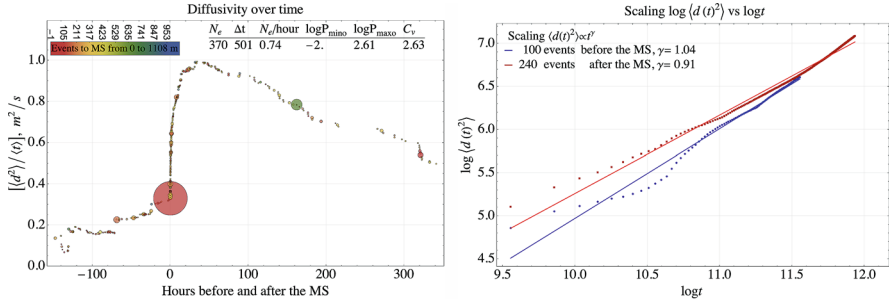 Diffusivity over time
−1 105 211 317 423 529 635 741 847 953
Events to MS from 0 to 1108 m
Ne Δt Ne/hour logPmino logPmaxo Cv
370 501 0.74 −2. 2.61 2.63
[⟨d²⟩/⟨t⟩], m²/s
1.0
0.8
0.6
0.4
0.2
0.0
−100 0 100 200 300
Hours before and after the MS
Scaling log⟨d(t)²⟩ vs logt
Scaling ⟨d(t)²⟩∝t^γ
100 events before the MS, γ= 1.04
240 events after the MS, γ= 0.91
log⟨d(t)²⟩
7.0
6.5
6.0
5.5
5.0
4.5
9.5 10.0 10.5 11.0 11.5 12.0
logt